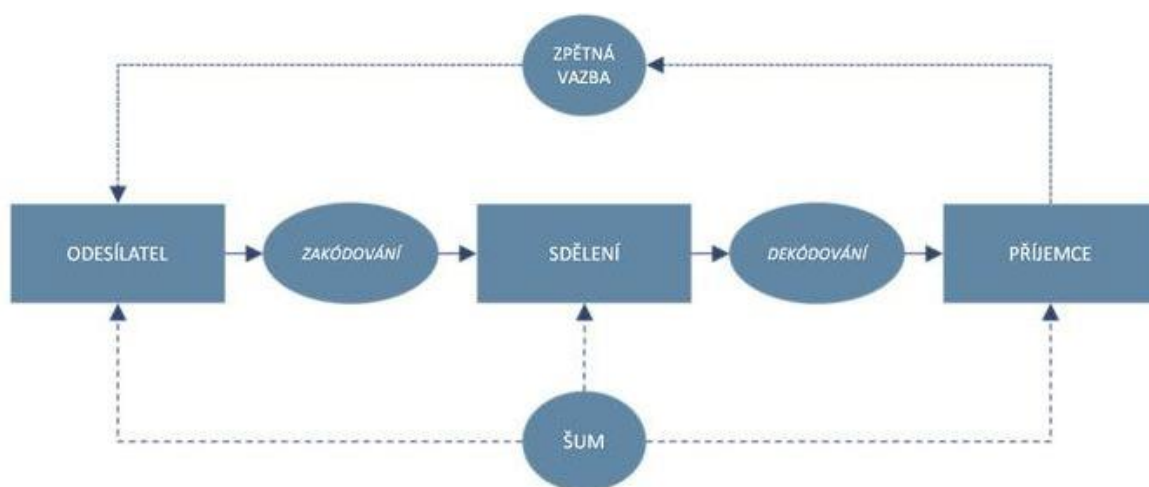 ZPĚTNÁ
VAZBA
ODESÍLATEL
ZAKÓDOVÁNÍ
SDĚLENÍ
DEKÓDOVÁNÍ
PŘÍJEMCE
ŠUM